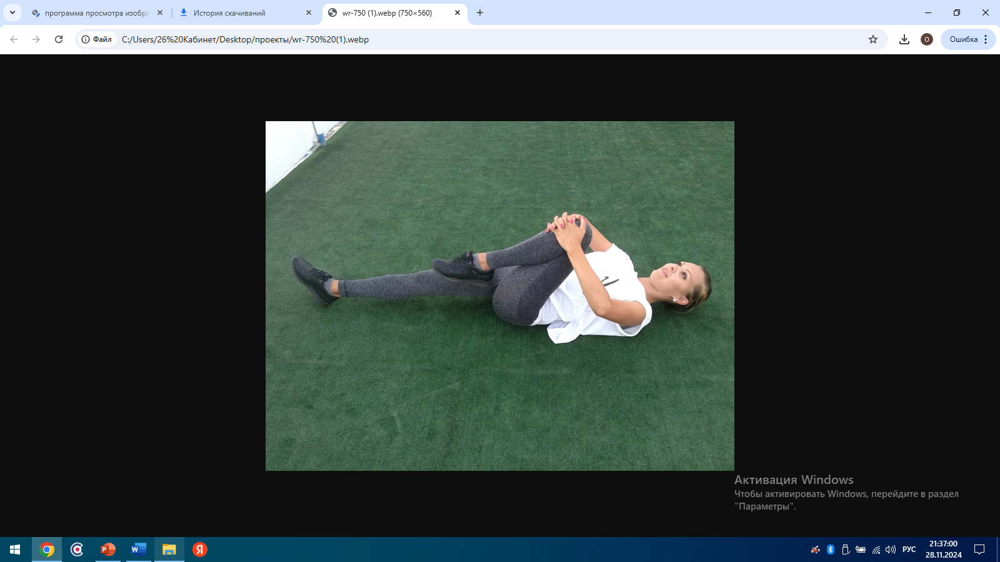 программа просмотра изобра
История скачиваний
wr-750 (1).webp (750×560)
Файл
C:/Users/26%20Кабинет/Desktop/проекты/wr-750%20(1).webp
O
Ошибка
Активация Windows
Чтобы активировать Windows, перейдите в раздел
"Параметры".
P
W
Я
РУС
21:37:00
28.11.2024